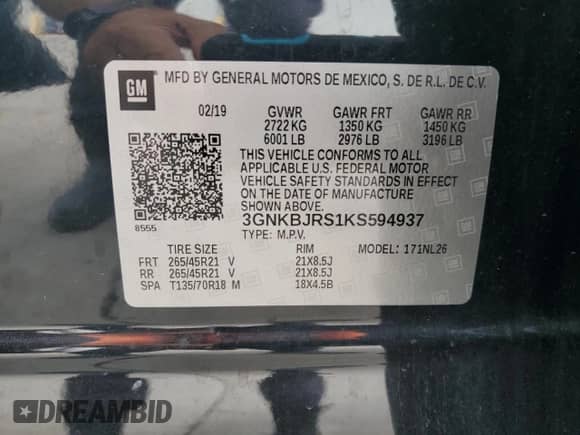 GM
MFD BY GENERAL MOTORS DE MEXICO, S. DE R.L. DE C.V.
02/19 GVWR GAWR FRT GAWR RR
2722 KG 1350 KG 1450 KG
6001 LB 2976 LB 3196 LB
THIS VEHICLE CONFORMS TO ALL
APPLICABLE U.S. FEDERAL MOTOR
VEHICLE SAFETY STANDARDS IN EFFECT
ON THE DATE OF MANUFACTURE
SHOWN ABOVE.
3GNKBJRS1KS594937
8555
TYPE: M.P.V.
TIRE SIZE RIM MODEL: 171NL26
FRT 265/45R21 V 21X8.5J
RR 265/45R21 V 21X8.5J
SPA T135/70R18 M 18X4.5B
DREAMBID